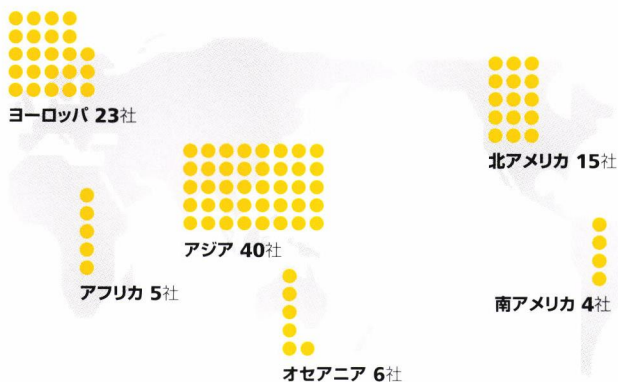 ヨーロッパ 23社
北アメリカ 15社
アジア 40社
アフリカ 5社
南アメリカ 4社
オセアニア 6社